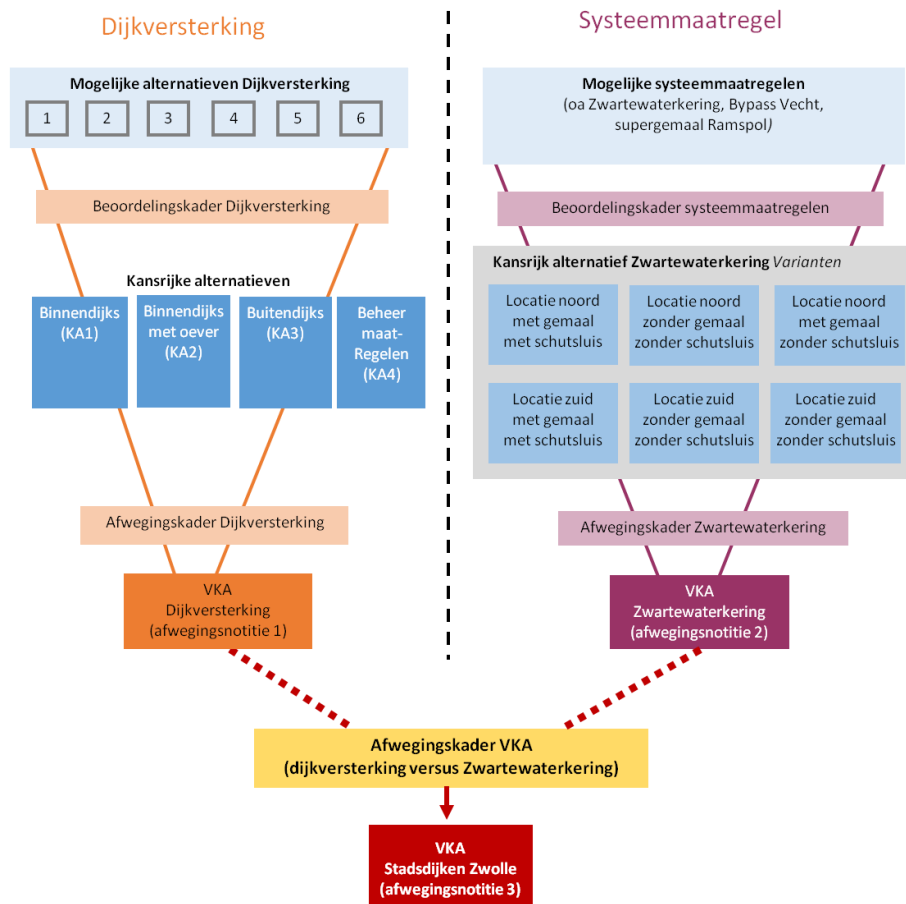 Dijkversterking
Mogelijke alternatieven Dijkversterking
1 2 3 4 5 6
Beoordelingskader Dijkversterking
Kansrijke alternatieven
Binnendijks
(KA1)
Binnendijks
met oever
(KA2)
Buitendijks
(KA3)
Beheer
maat-
Regelen
(KA4)
Afwegingskader Dijkversterking
VKA
Dijkversterking
(afwegingsnotitie 1)
Systeemmaatregel
Mogelijke systeemmaatregelen
(oa Zwartewaterkering, Bypass Vecht,
supergemaal Ramspol)
Beoordelingskader systeemmaatregelen
Kansrijk alternatief Zwartewaterkering Varianten
Locatie noord
met gemaal
met schutsluis
Locatie noord
zonder gemaal
zonder schutsluis
Locatie noord
met gemaal
zonder schutsluis
Locatie zuid
met gemaal
met schutsluis
Locatie zuid
zonder gemaal
zonder schutsluis
Locatie zuid
zonder gemaal
zonder schutsluis
Afwegingskader Zwartewaterkering
VKA
Zwartewaterkering
(afwegingsnotitie 2)
Afwegingskader VKA
(dijkversterking versus Zwartewaterkering)
VKA
Stadsdijken Zwolle
(afwegingsnotitie 3)